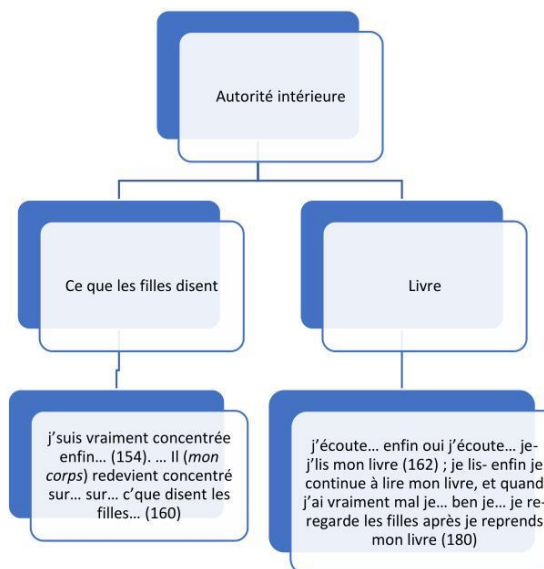 Autorité intérieure
Ce que les filles disent
Livre
j'suis vraiment concentrée
enfin… (154). … Il (mon
corps) redevient concentré
sur… sur… c'que disent les
filles… (160)
j'écoute… enfin oui j'écoute… je-
j'lis mon livre (162) ; je lis- enfin je
continue à lire mon livre, et quand
j'ai vraiment mal je… ben je… je re-
regarde les filles après je reprends
mon livre (180)